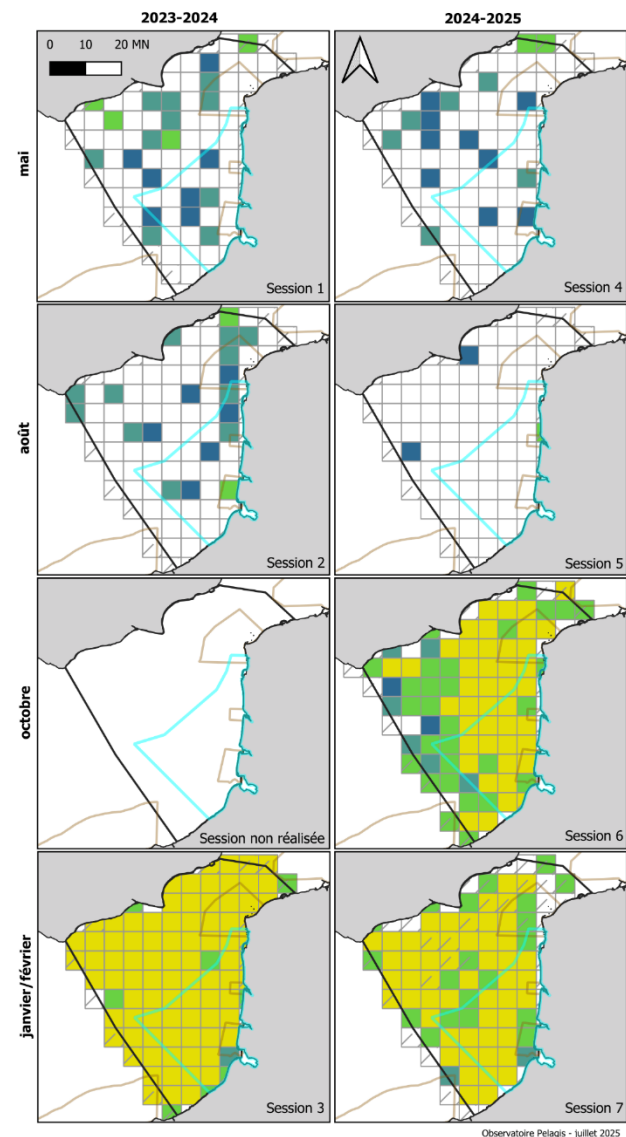 2023-2024
2024-2025
0 10 20 MN
mai
Session 1
Session 4
août
Session 2
Session 5
octobre
Session non réalisée
Session 6
janvier/février
Session 3
Session 7
Observatoire Pelagis - juillet 2025